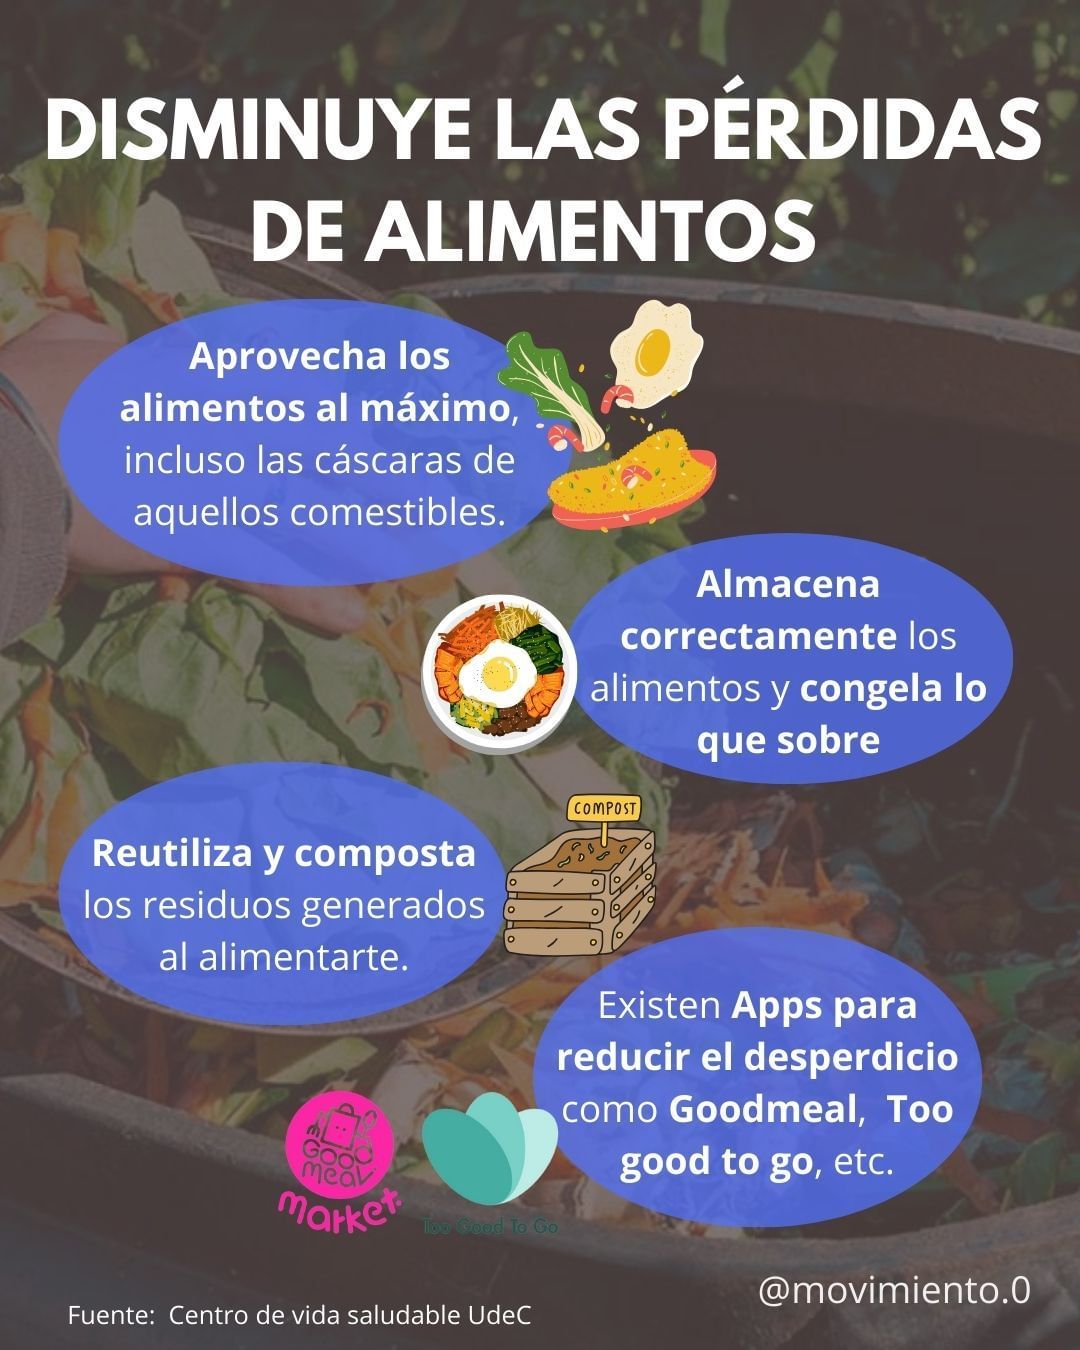 DISMINUYE LAS PÉRDIDAS
DE ALIMENTOS
Aprovecha los
alimentos al máximo,
incluso las cáscaras de
aquellos comestibles.
Almacena
correctamente los
alimentos y congela lo
que sobre
COMPOST
Reutiliza y composta
los residuos generados
al alimentarte.
Existen Apps para
reducir el desperdicio
como Goodmeal, Too
good to go, etc.
GOOD
MEAL
market
Too Good To Go
@movimiento.0
Fuente: Centro de vida saludable UdeC